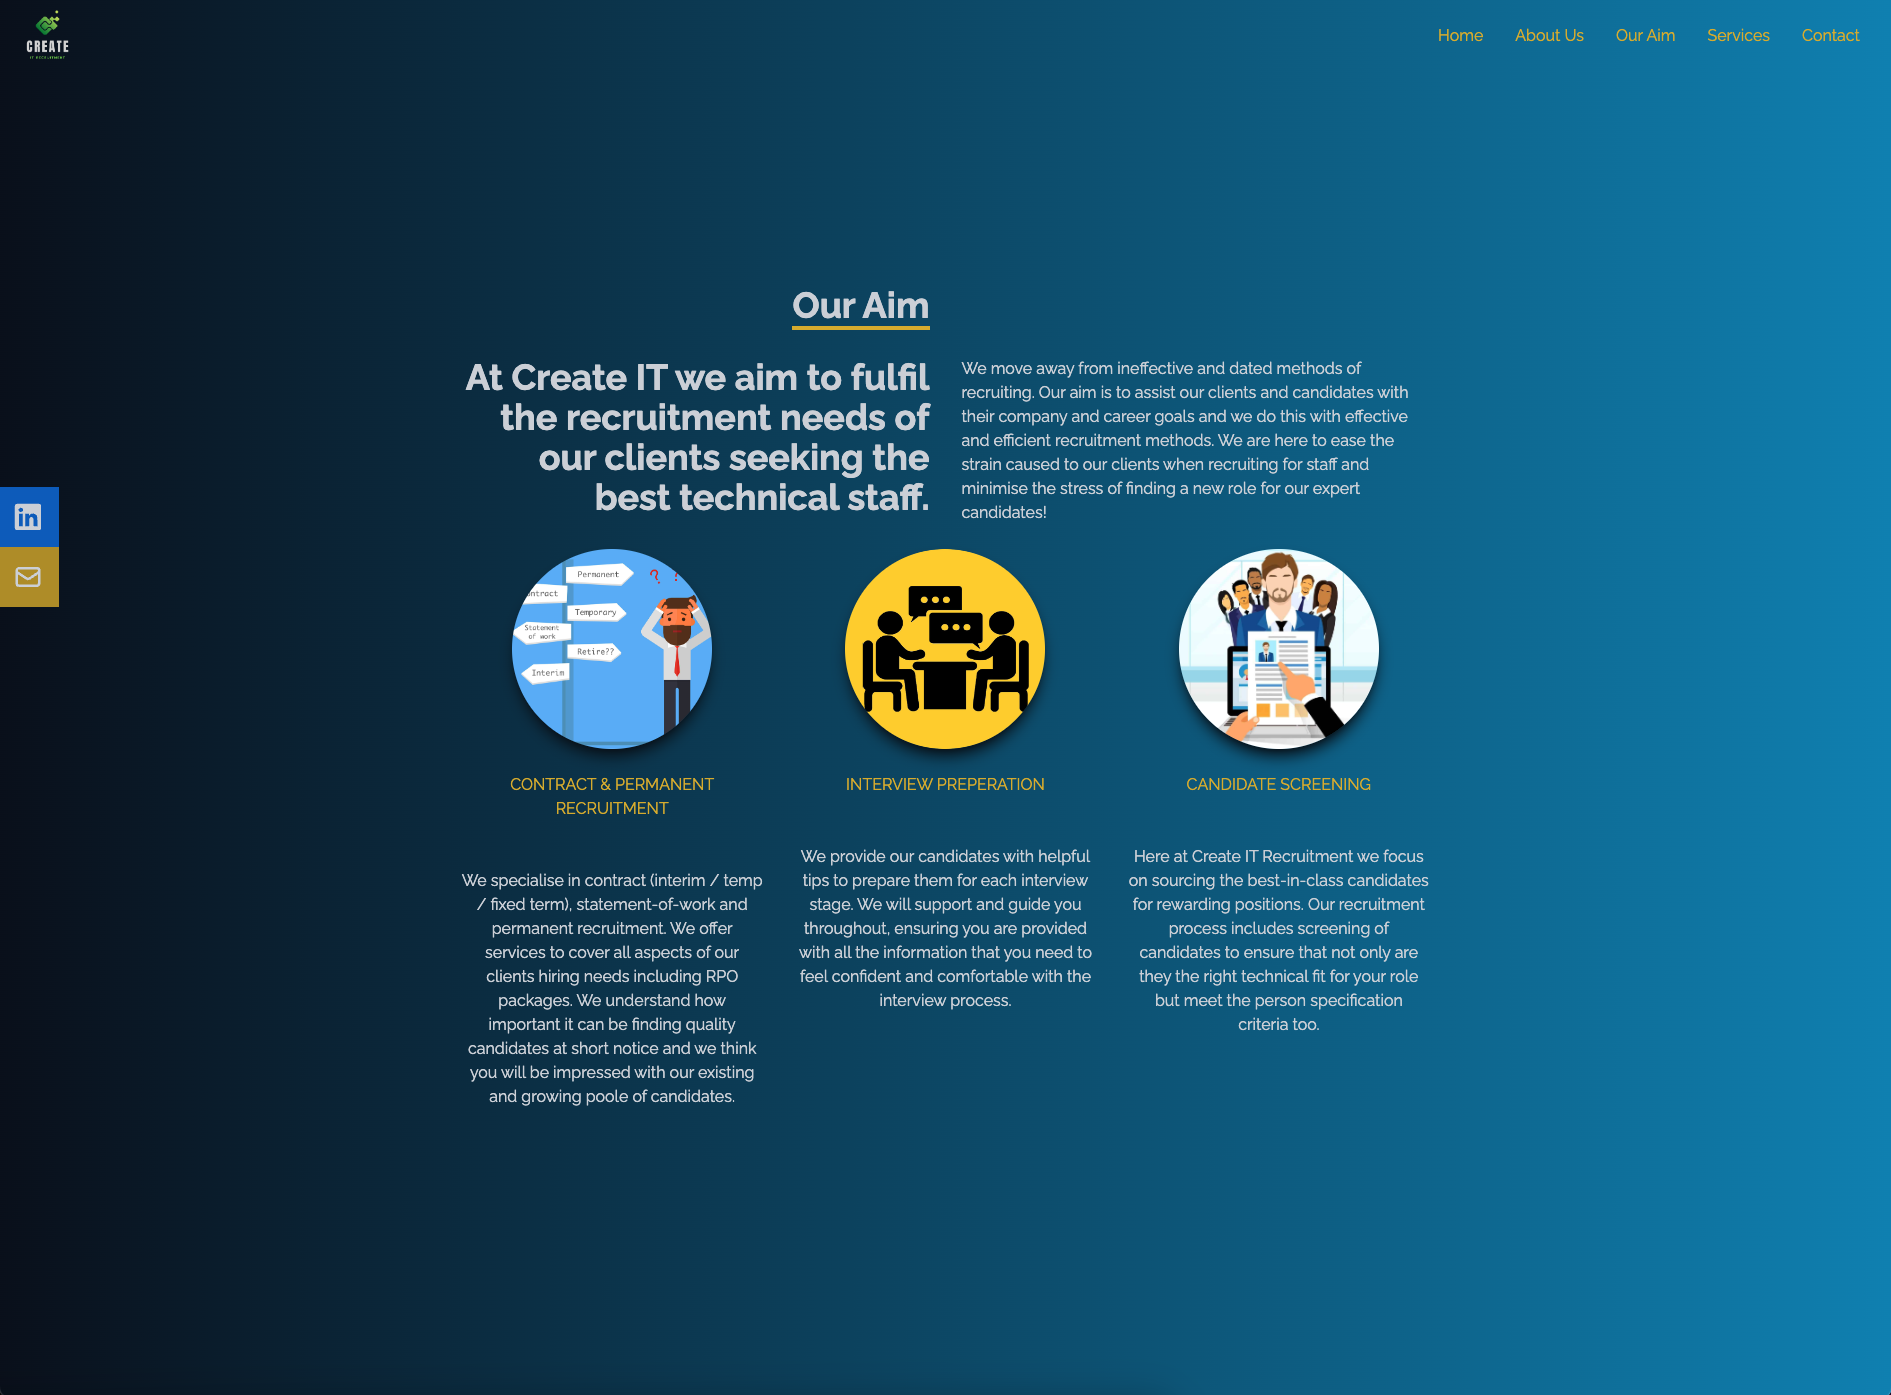 CREATE
IT RECRUITMENT
Home
About Us
Our Aim
Services
Contact
Our Aim
At Create IT we aim to fulfil
the recruitment needs of
our clients seeking the
best technical staff.
We move away from ineffective and dated methods of
recruiting. Our aim is to assist our clients and candidates with
their company and career goals and we do this with effective
and efficient recruitment methods. We are here to ease the
strain caused to our clients when recruiting for staff and
minimise the stress of finding a new role for our expert
candidates!
in
Permanent
ntract
Temporary
Statement
of work
Retire??
Interim
CONTRACT & PERMANENT
RECRUITMENT
We specialise in contract (interim / temp
/ fixed term), statement-of-work and
permanent recruitment. We offer
services to cover all aspects of our
clients hiring needs including RPO
packages. We understand how
important it can be finding quality
candidates at short notice and we think
you will be impressed with our existing
and growing poole of candidates.
INTERVIEW PREPERATION
We provide our candidates with helpful
tips to prepare them for each interview
stage. We will support and guide you
throughout, ensuring you are provided
with all the information that you need to
feel confident and comfortable with the
interview process.
CANDIDATE SCREENING
Here at Create IT Recruitment we focus
on sourcing the best-in-class candidates
for rewarding positions. Our recruitment
process includes screening of
candidates to ensure that not only are
they the right technical fit for your role
but meet the person specification
criteria too.